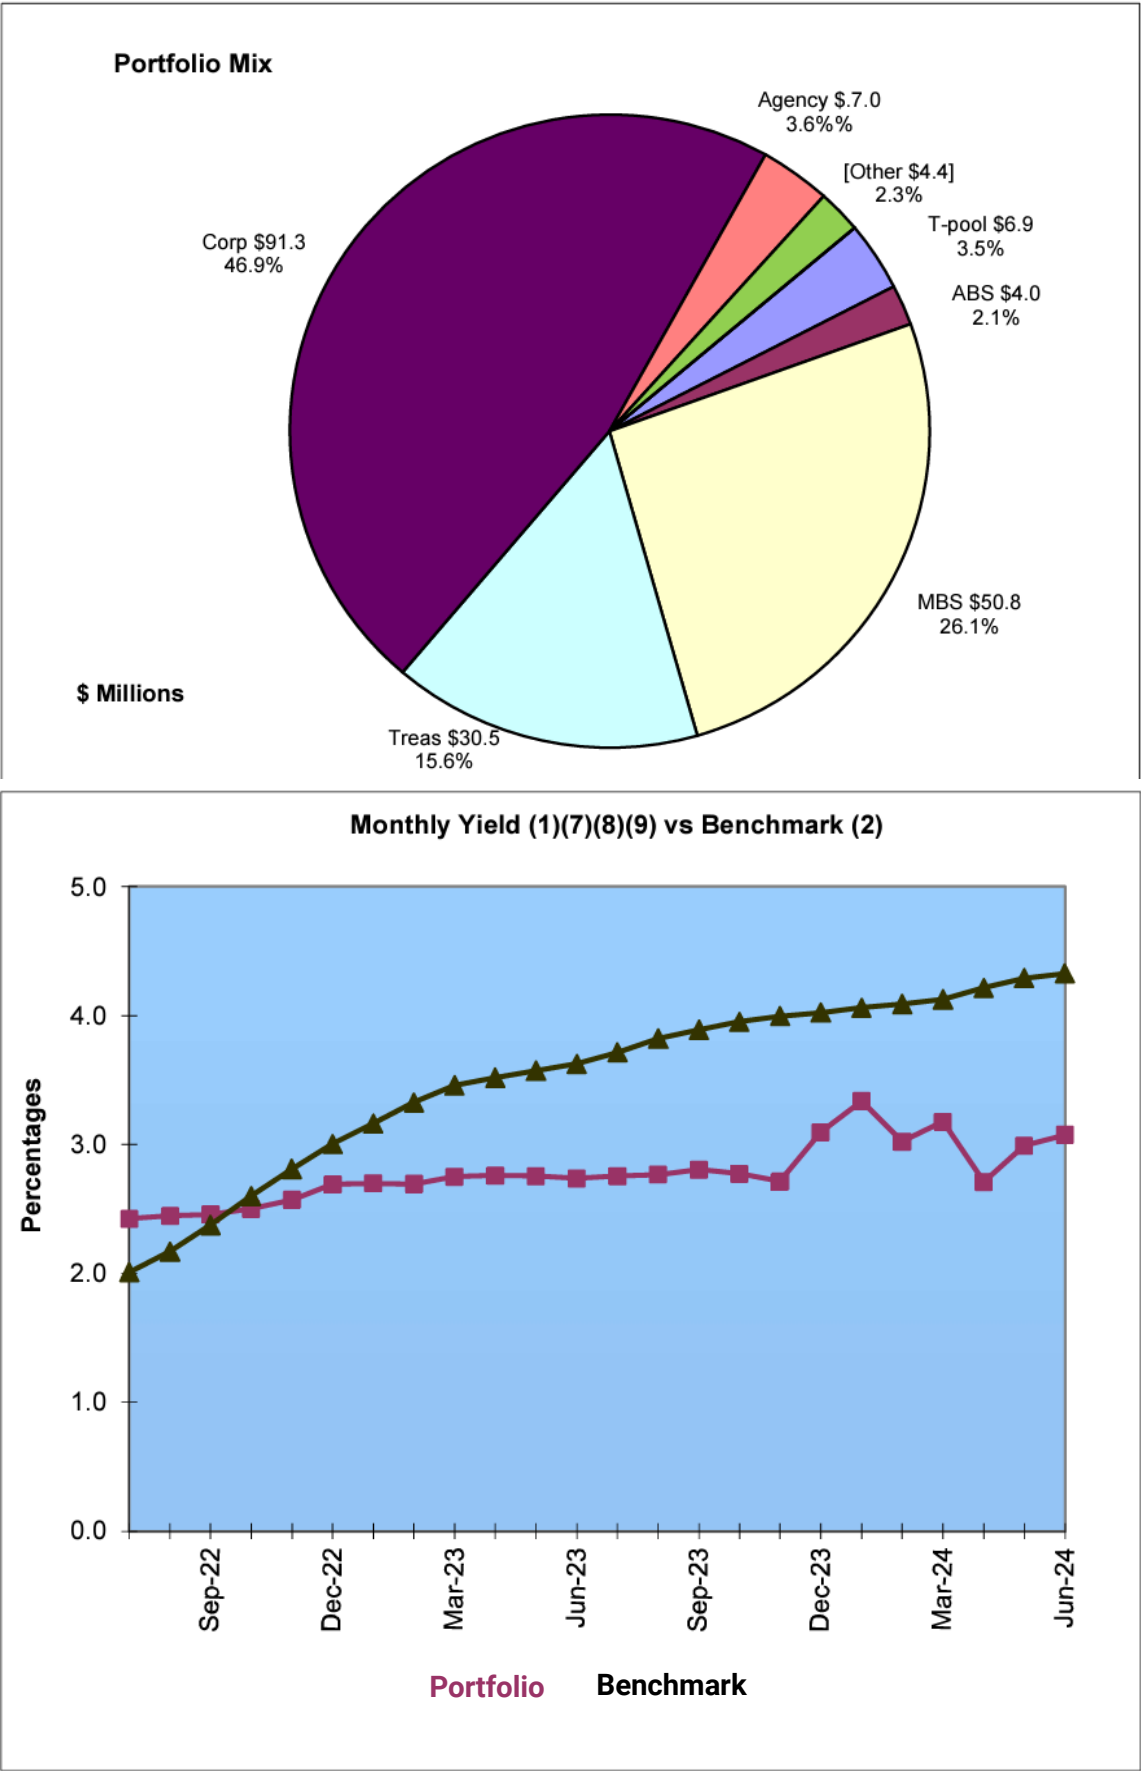 Portfolio Mix
Agency $.7.0
3.6%%
[Other $4.4]
2.3%
T-pool $6.9
3.5%
Corp $91.3
46.9%
ABS $4.0
2.1%
MBS $50.8
26.1%
$ Millions
Treas $30.5
15.6%
Monthly Yield (1)(7)(8)(9) vs Benchmark (2)
5.0
4.0
3.0
2.0
1.0
0.0
Percentages
Sep-22
Dec-22
Mar-23
Jun-23
Sep-23
Dec-23
Mar-24
Jun-24
Portfolio Benchmark